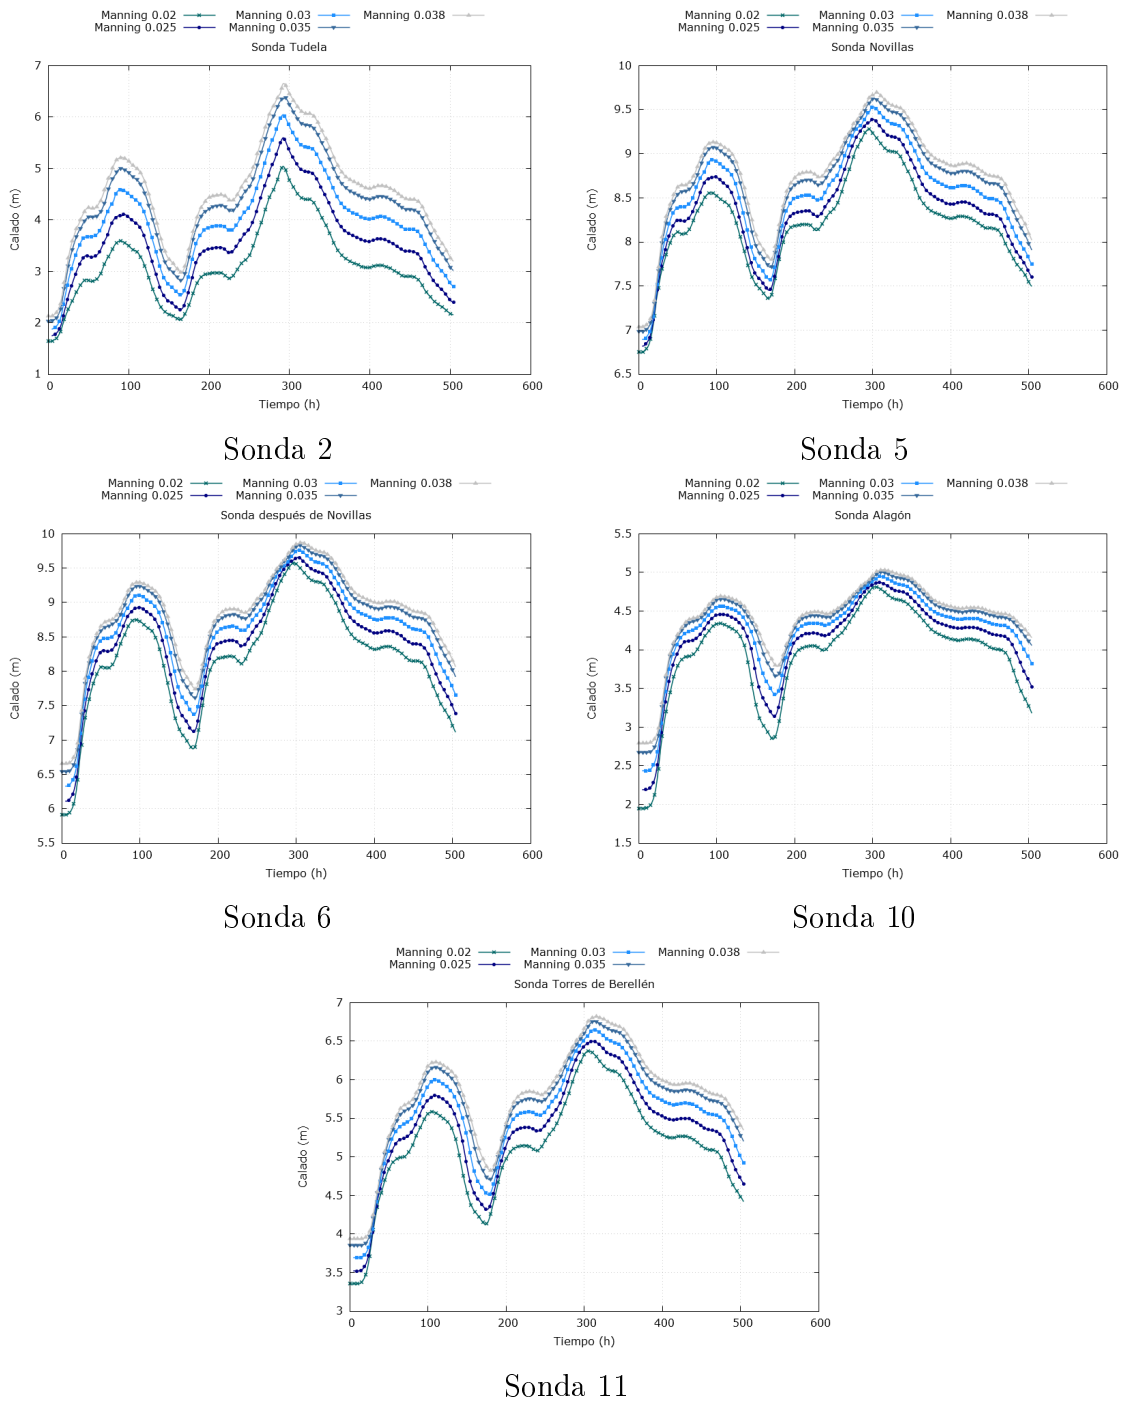 Manning 0.02 Manning 0.03 Manning 0.038
Manning 0.025 Manning 0.035
Sonda Tudela
7
6
5
4
3
2
1
Calado (m)
0 100 200 300 400 500 600
Tiempo (h)
Sonda 2
Manning 0.02 Manning 0.03 Manning 0.038
Manning 0.025 Manning 0.035
Sonda Novillas
10
9.5
9
8.5
8
7.5
7
6.5
Calado (m)
0 100 200 300 400 500 600
Tiempo (h)
Sonda 5
Manning 0.02 Manning 0.03 Manning 0.038
Manning 0.025 Manning 0.035
Sonda después de Novillas
10
9.5
9
8.5
8
7.5
7
6.5
6
5.5
Calado (m)
0 100 200 300 400 500 600
Tiempo (h)
Sonda 6
Manning 0.02 Manning 0.03 Manning 0.038
Manning 0.025 Manning 0.035
Sonda Alagón
5.5
5
4.5
4
3.5
3
2.5
2
1.5
Calado (m)
0 100 200 300 400 500 600
Tiempo (h)
Sonda 10
Manning 0.02 Manning 0.03 Manning 0.038
Manning 0.025 Manning 0.035
Sonda Torres de Berellén
7
6.5
6
5.5
5
4.5
4
3.5
3
Calado (m)
0 100 200 300 400 500 600
Tiempo (h)
Sonda 11